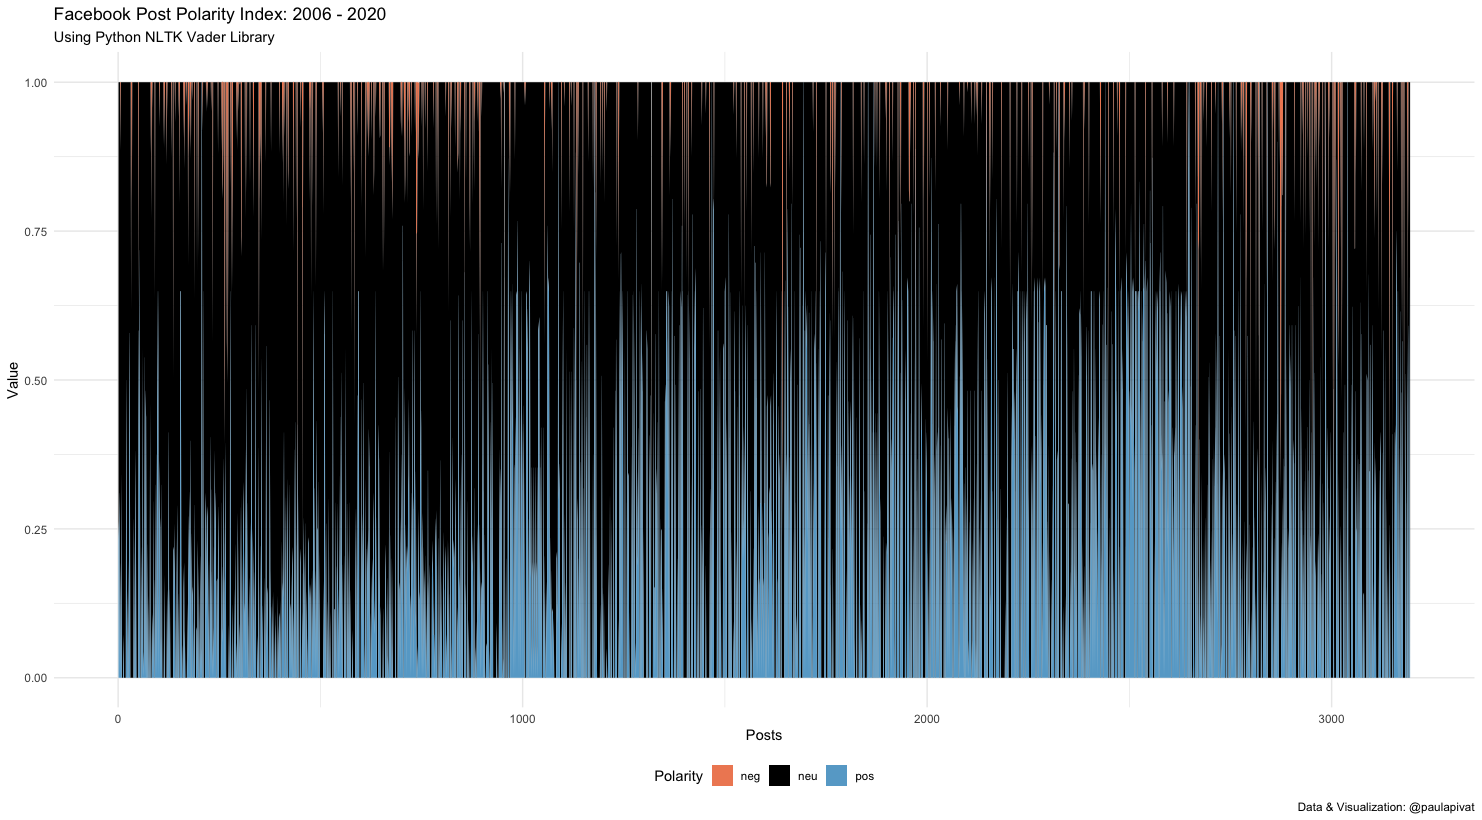 Facebook Post Polarity Index: 2006 - 2020
Using Python NLTK Vader Library
1.00
0.75
0.50
0.25
0.00
Value
0 1000 2000 3000
Posts
Polarity neg neu pos
Data & Visualization: @paulapivat